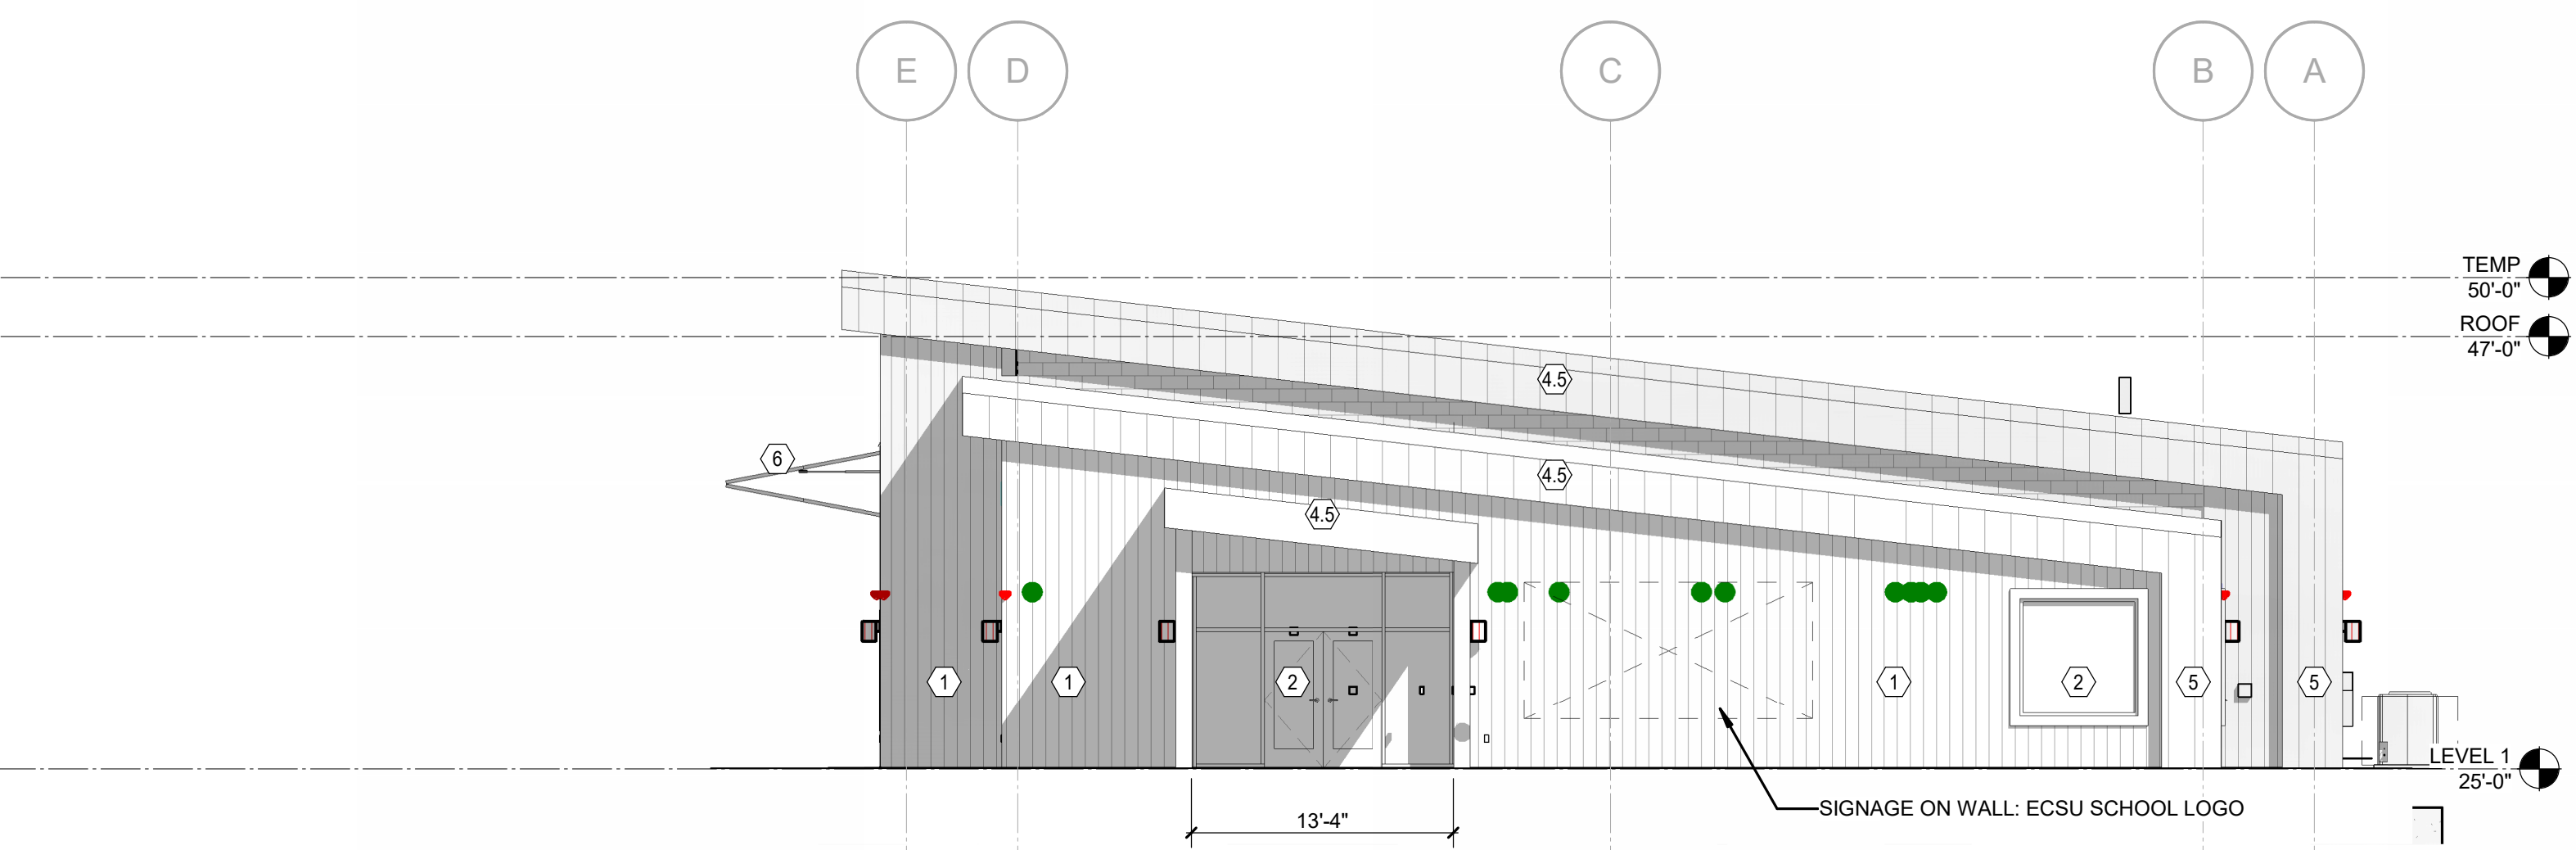 E
D
C
B
A
TEMP
50'-0"
ROOF
47'-0"
4.5
6
4.5
4.5
1
1
2
1
2
5
5
LEVEL 1
25'-0"
SIGNAGE ON WALL: ECSU SCHOOL LOGO
13'-4"